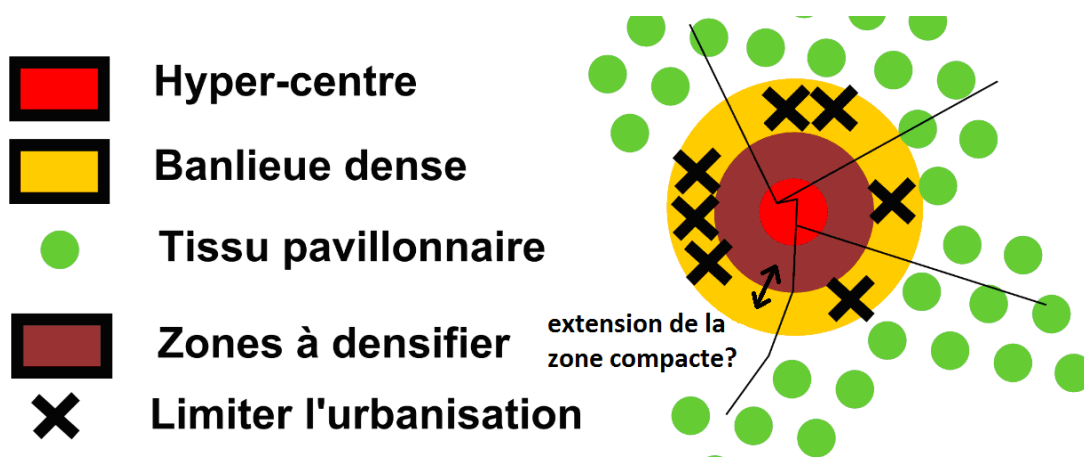 Hyper-centre
Banlieue dense
Tissu pavillonnaire
Zones à densifier
Limiter l'urbanisation
extension de la
zone compacte?